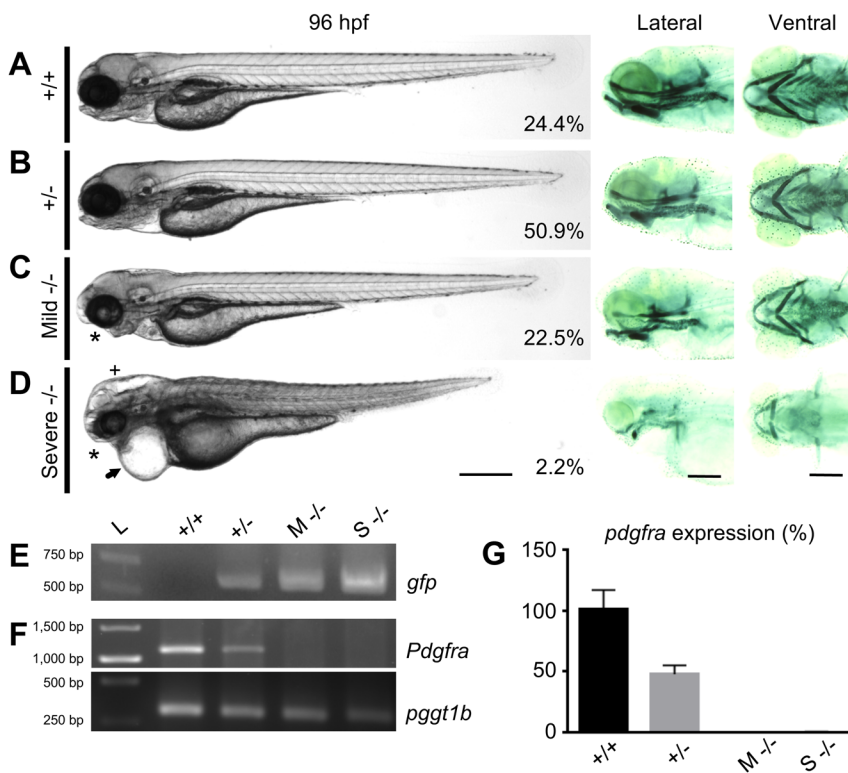 96 hpf
Lateral
Ventral
A
+/+
24.4%
B
+/-
50.9%
C
Mild -/-
*
22.5%
D
Severe -/-
+
*
2.2%
L
+/+
+/-
M -/-
S -/-
E
750 bp
500 bp
gfp
F
1,500 bp
1,000 bp
Pdgfra
500 bp
250 bp
pggt1b
G
pdgfra expression (%)
150
100
50
0
+/+
+/-
M -/-
S -/-